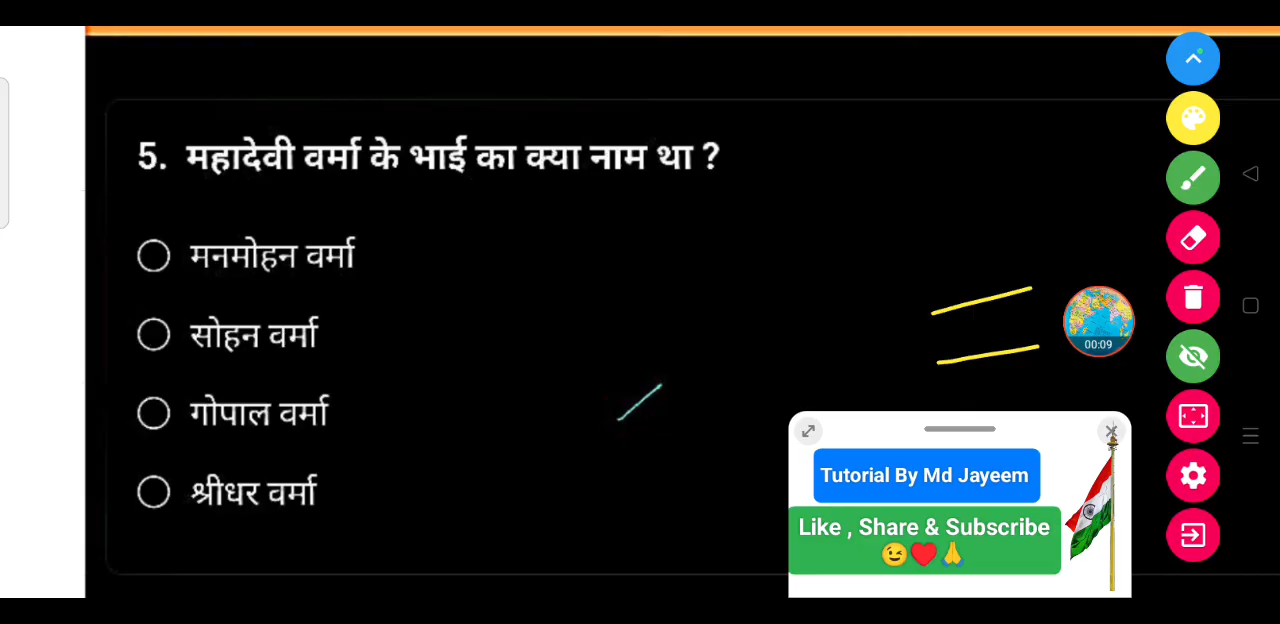 5. महादेवी वर्मा के भाई का क्या नाम था ?
मनमोहन वर्मा
सोहन वर्मा
गोपाल वर्मा
श्रीधर वर्मा
00:09
Tutorial By Md Jayeem
Like , Share & Subscribe
😉❤️🙏